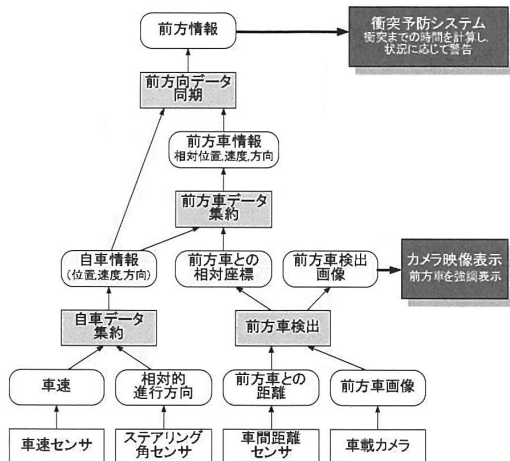 前方情報
衝突予防システム
衝突までの時間を計算し,
状況に応じて警告
前方向データ
同期
前方車情報
相対位置,速度,方向
前方車データ
集約
自車情報
(位置,速度,方向)
前方車との
相対座標
前方車検出
画像
カメラ映像表示
前方車を強調表示
自車データ
集約
前方車検出
車速
相対的
進行方向
前方車との
距離
前方車画像
車速センサ
ステアリング
角センサ
車間距離
センサ
車載カメラ